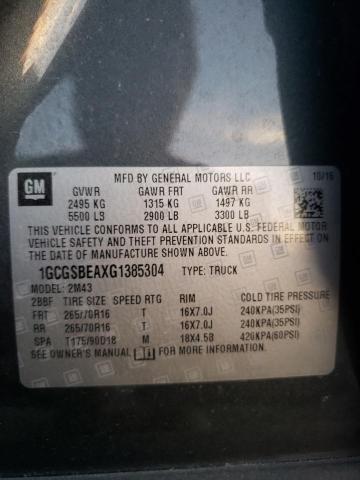 GM
MFD BY GENERAL MOTORS LLC 10/16
GVWR GAWR FRT GAWR RR
2495 KG 1315 KG 1497 KG
5500 LB 2900 LB 3300 LB
THIS VEHICLE CONFORMS TO ALL APPLICABLE U.S. FEDERAL MOTOR
VEHICLE SAFETY, BUMPER, AND THEFT PREVENTION STANDARDS
IN EFFECT ON THE DATE OF MANUFACTURE SHOWN ABOVE.
1GCGSBEAXG1385304 TYPE: TRUCK
MODEL: 2M43
2BBF TIRE SIZE SPEED RTG RIM COLD TIRE PRESSURE
FRT 265/70R16 T 16X7.0J 240KPA(35PSI)
RR 265/70R16 T 16X7.0J 240KPA(35PSI)
SPA T175/90D18 M 18X4.5B 420KPA(60PSI)
SEE OWNER'S MANUAL FOR MORE INFORMATION.